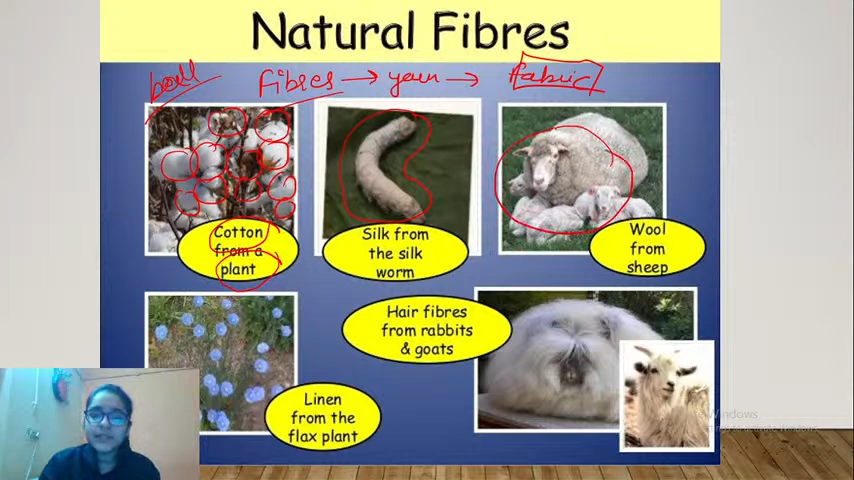 Natural Fibres
boll Fibres → yarn → fabric
Cotton
from a
plant
Silk from
the silk
worm
Wool
from
sheep
Hair fibres
from rabbits
& goats
Linen
from the
flax plant
Windows